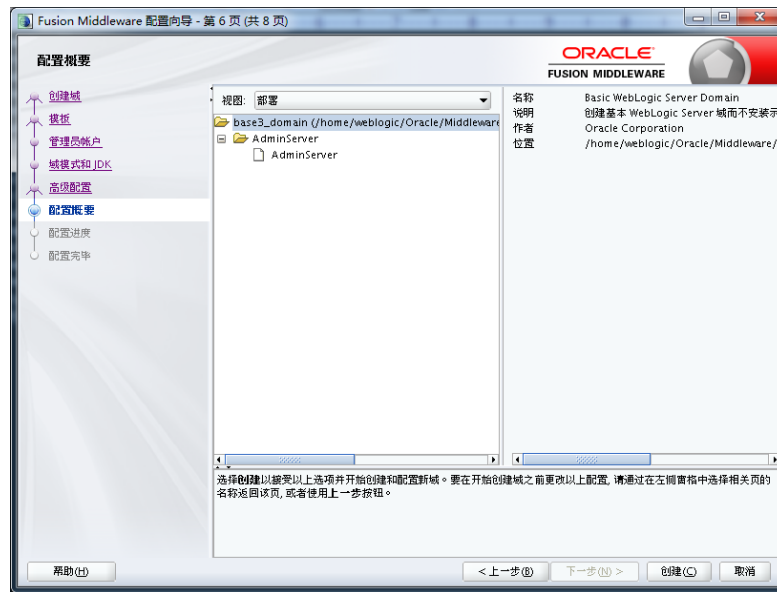 Fusion Middleware 配置向导 - 第 6 页 (共 8 页)
配置概要
ORACLE
FUSION MIDDLEWARE
创建域
模板
管理员帐户
域模式和 JDK
高级配置
配置概要
配置进度
配置完毕
视图: 部署
base3_domain (/home/weblogic/Oracle/Middleware
AdminServer
AdminServer
名称 Basic WebLogic Server Domain
说明 创建基本 WebLogic Server 域而不安装示
作者 Oracle Corporation
位置 /home/weblogic/Oracle/Middleware/
选择创建以接受以上选项并开始创建和配置新域。要在开始创建域之前更改以上配置, 请通过在左侧窗格中选择相关页的
名称返回该页, 或者使用上一步按钮。
帮助(H) < 上一步(B) 下一步(N) > 创建(C) 取消